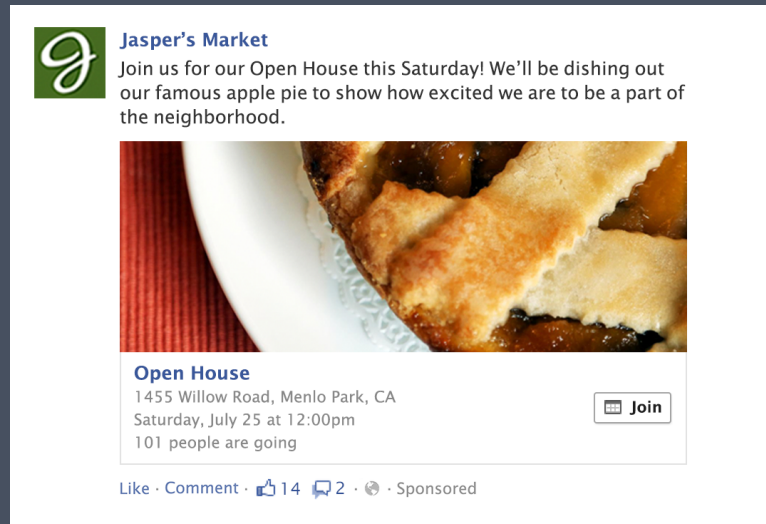 Jasper’s Market
Join us for our Open House this Saturday! We’ll be dishing out
our famous apple pie to show how excited we are to be a part of
the neighborhood.
Open House
1455 Willow Road, Menlo Park, CA
Saturday, July 25 at 12:00pm
101 people are going
Join
Like · Comment · 14 2 · · Sponsored